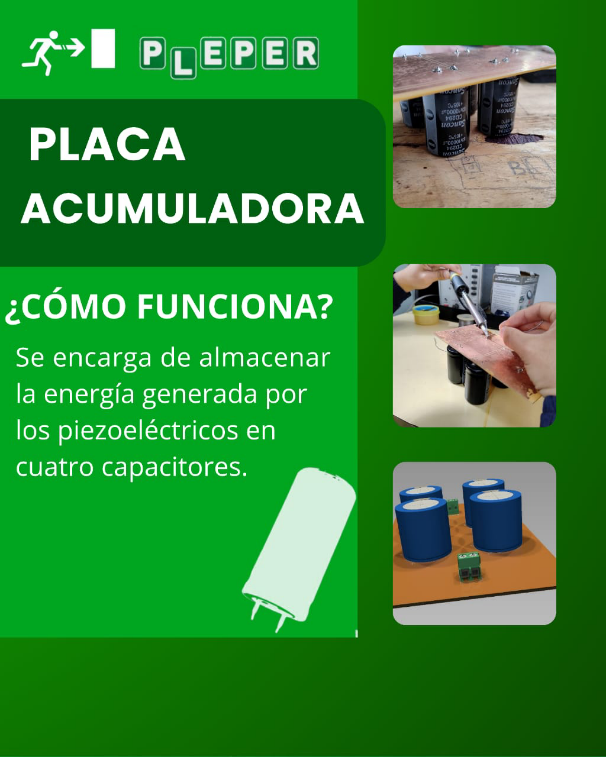 PLEPER
PLACA
ACUMULADORA
¿CÓMO FUNCIONA?
Se encarga de almacenar
la energía generada por
los piezoeléctricos en
cuatro capacitores.